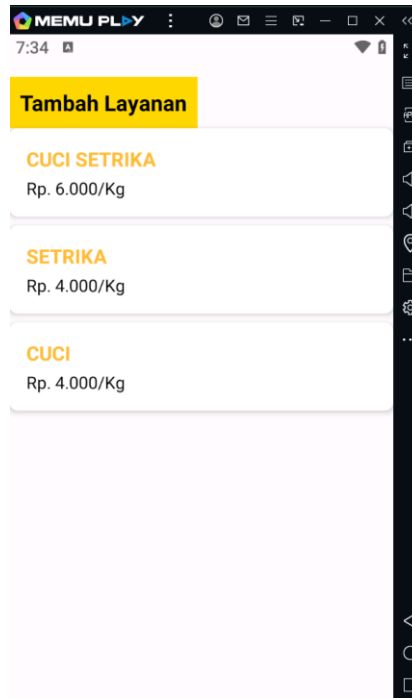 MEMU PLAY
7:34 A
Tambah Layanan
CUCI SETRIKA
Rp. 6.000/Kg
SETRIKA
Rp. 4.000/Kg
CUCI
Rp. 4.000/Kg